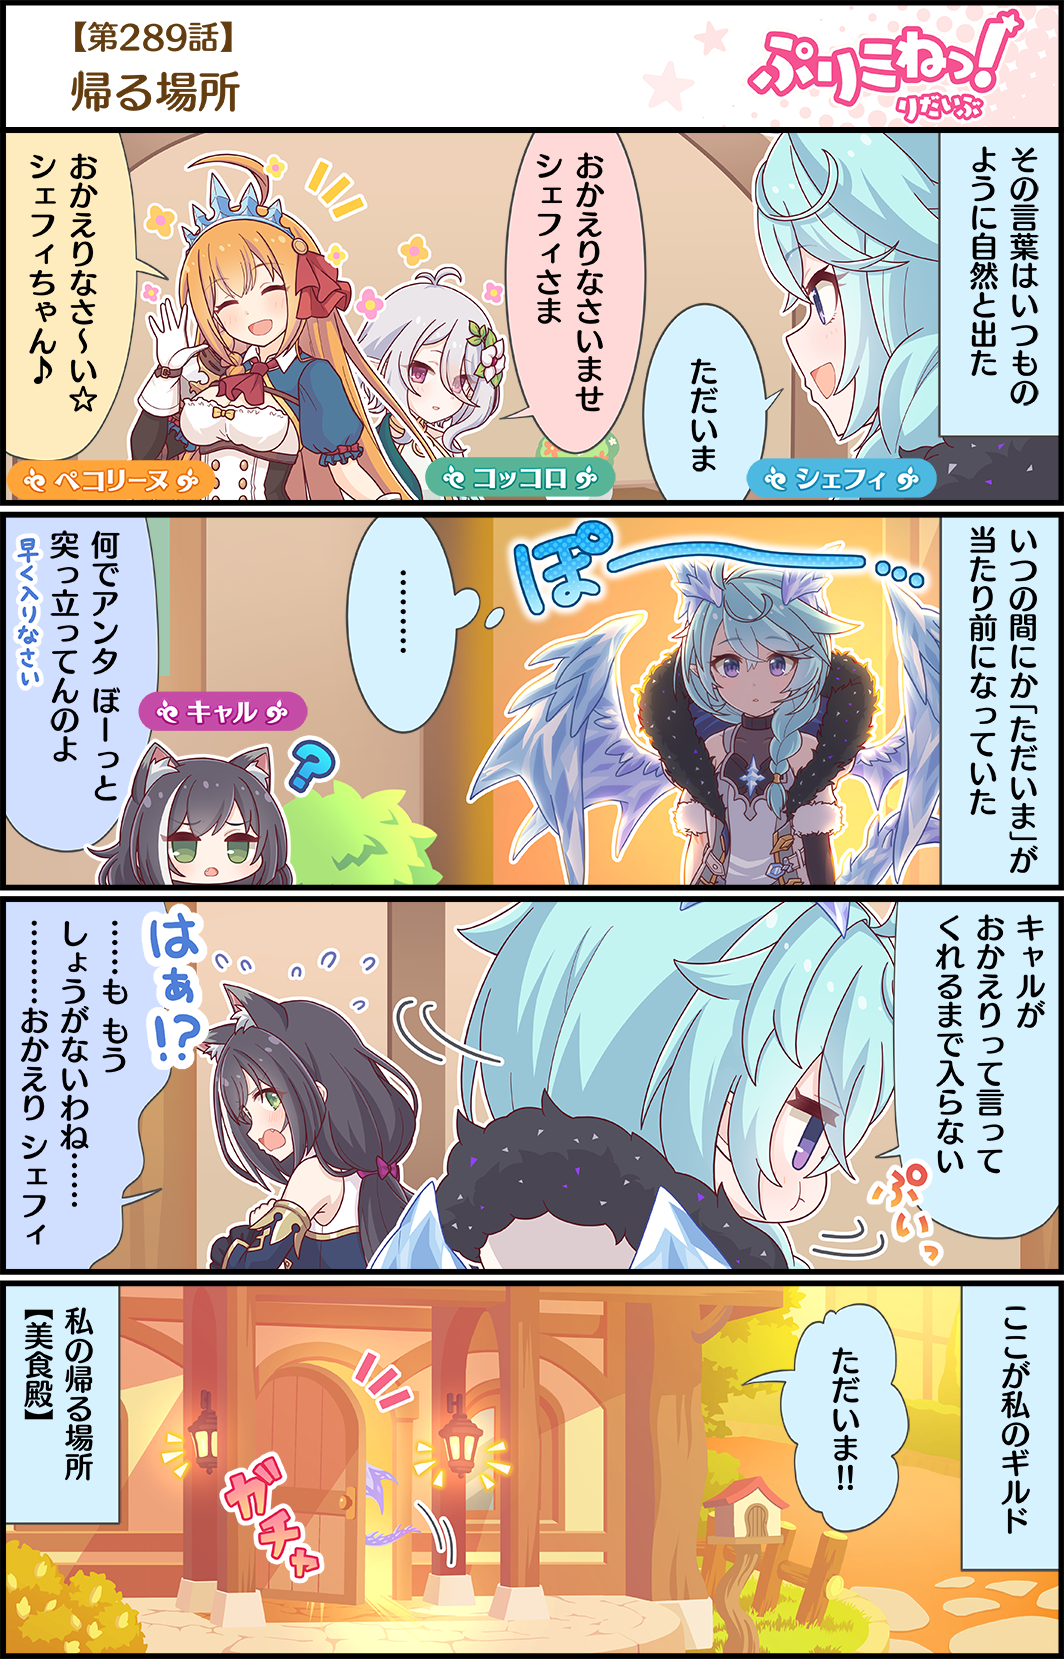 【第289話】
帰る場所
ぷりこねっ!
りだいぶ
その言葉はいつもの
ように自然と出た
ただいま
シェフィ
おかえりなさいませ
シェフィさま
コッコロ
おかえりなさ〜い☆
シェフィちゃん♪
ペコリーヌ
いつの間にか「ただいま」が
当たり前になっていた
ぽーーー…
………
何でアンタ ぼーっと
突っ立ってんのよ
早く入りなさい
キャル
?
キャルが
おかえりって言って
くれるまで入らない
ぷいっ
はぁ!?
……も もう
しょうがないわね……
………おかえり シェフィ
ここが私のギルド
ただいま!!
ガチャ
私の帰る場所
【美食殿】